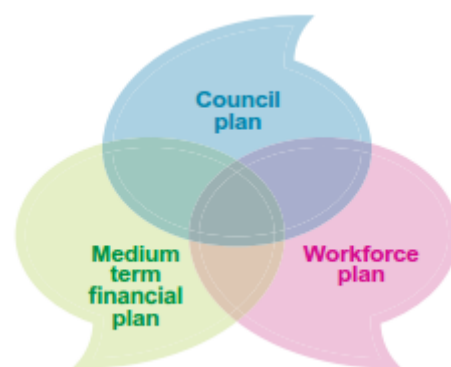 Council
plan
Medium
term
financial
plan
Workforce
plan